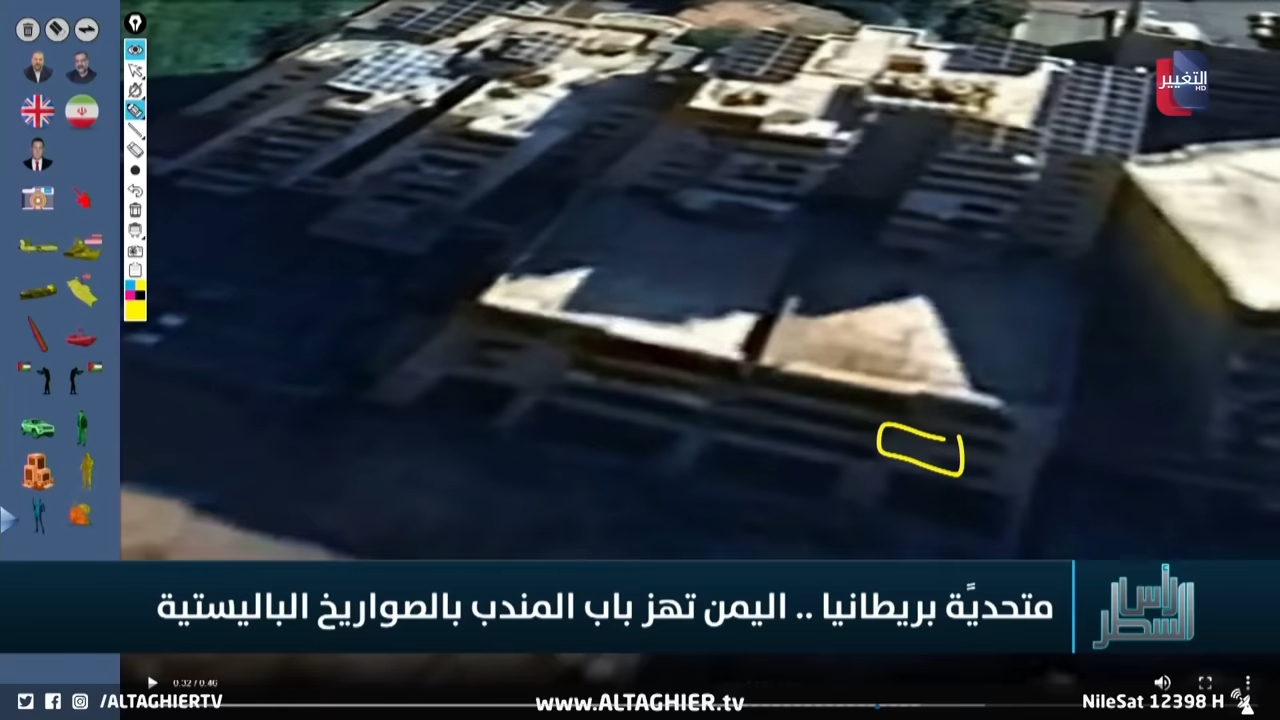 التغيير
HD
متحديًة بريطانيا .. اليمن تهز باب المندب بالصواريخ الباليستية
رأس السطر
0:32 / 0:46
/ALTAGHIERTV
www.ALTAGHIER.tv
NileSat 12398 H